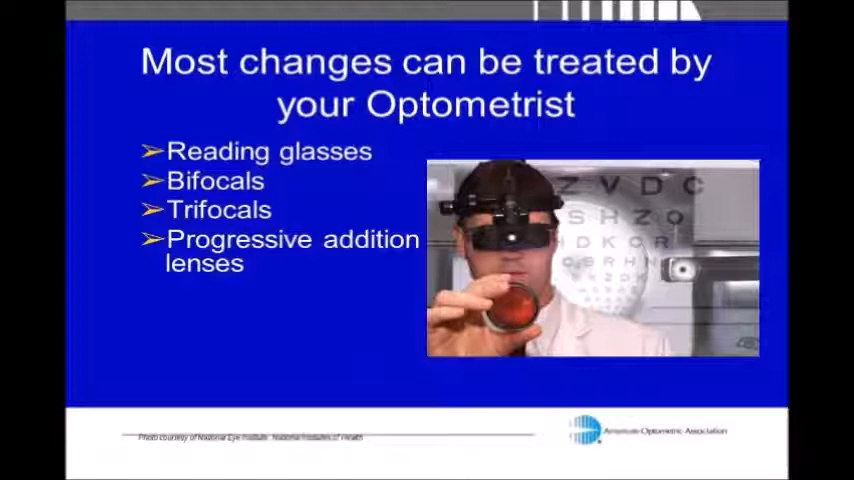 Most changes can be treated by
your Optometrist
➢Reading glasses
➢Bifocals
➢Trifocals
➢Progressive addition
lenses
Z V D C
S H Z O
H D K C R
C S R H N
S Z D K
Photo courtesy of National Eye Institute, National Institutes of Health
American Optometric Association